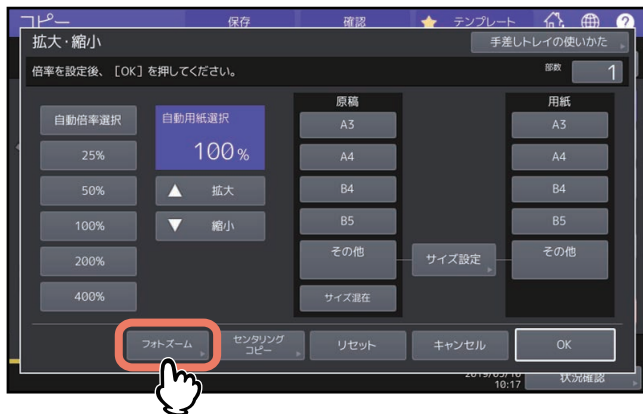 コピー
保存
確認
テンプレート
?
拡大・縮小
手差しトレイの使いかた
倍率を設定後、［OK］を押してください。
部数
1
自動倍率選択
25%
50%
100%
200%
400%
自動用紙選択
100%
拡大
縮小
原稿
A3
A4
B4
B5
その他
サイズ混在
サイズ設定
用紙
A3
A4
B4
B5
その他
フォトズーム
センタリング
コピー
リセット
キャンセル
OK
10:17
状況確認